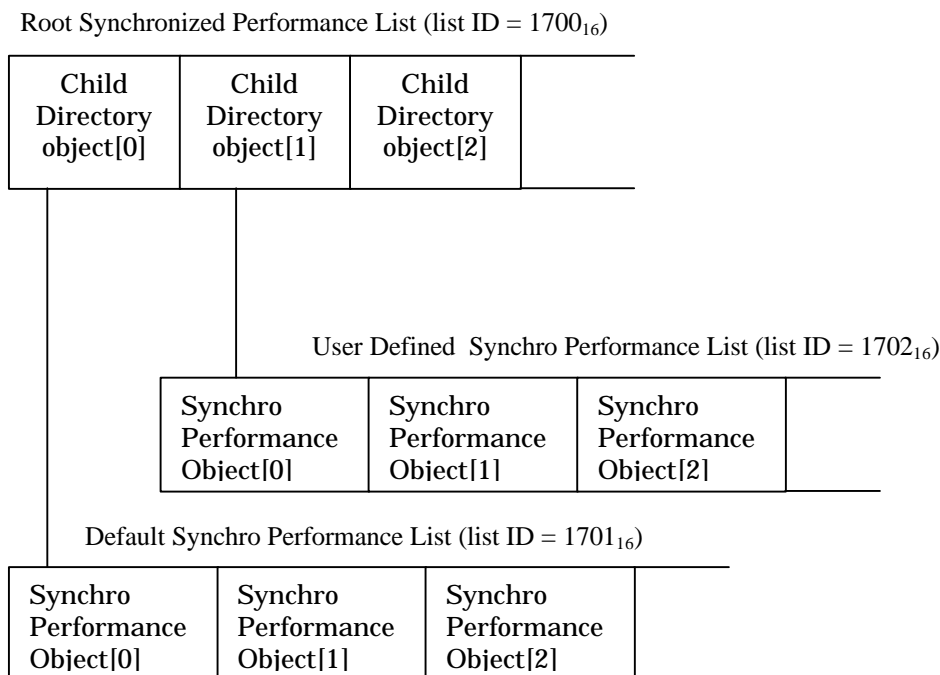 Root Synchronized Performance List (list ID = 1700₁₆)
Child Directory object[0]
Child Directory object[1]
Child Directory object[2]
User Defined  Synchro Performance List (list ID = 1702₁₆)
Synchro Performance Object[0]
Synchro Performance Object[1]
Synchro Performance Object[2]
Default Synchro Performance List (list ID = 1701₁₆)
Synchro Performance Object[0]
Synchro Performance Object[1]
Synchro Performance Object[2]